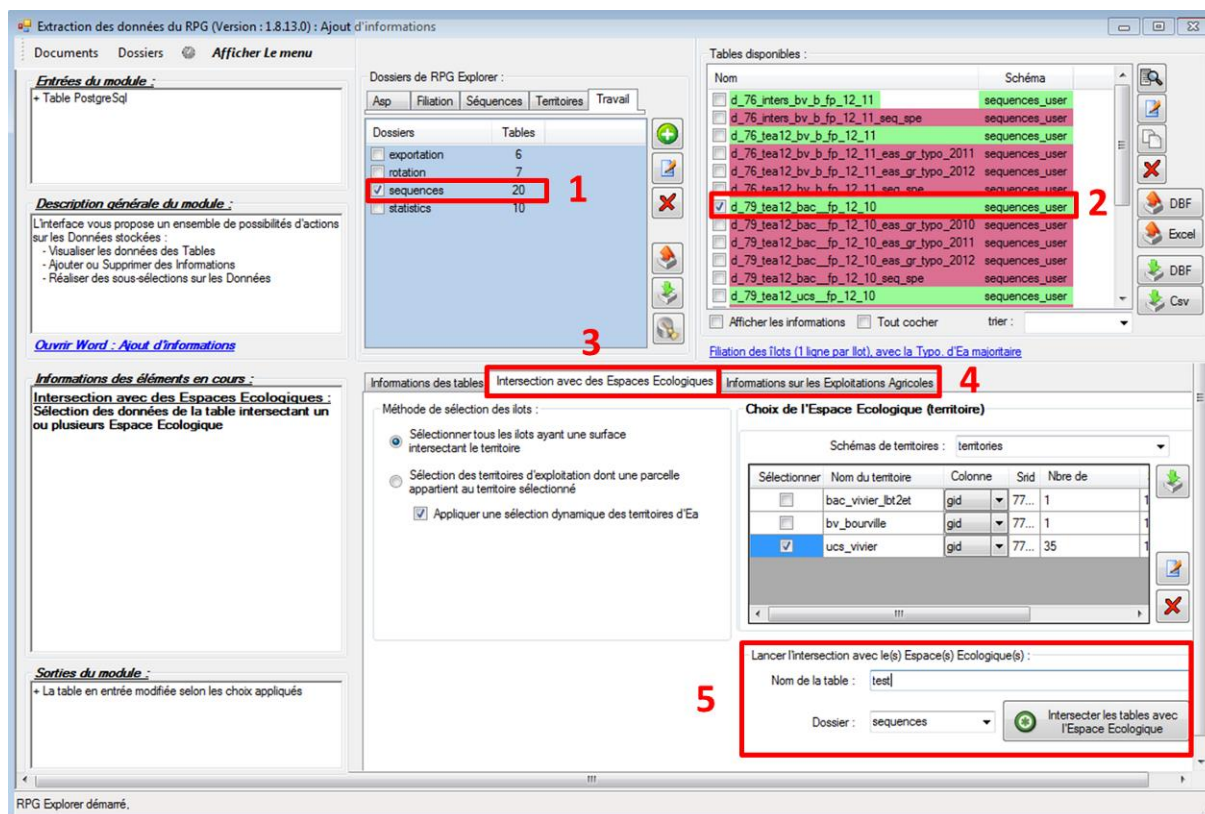 Extraction des données du RPG (Version : 1.8.13.0) : Ajout d'informations
Documents Dossiers Afficher Le menu
Entrées du module :
+ Table PostgreSql
Description générale du module :
L'interface vous propose un ensemble de possibilités d'actions
sur les Données stockées :
- Visualiser les données des Tables
- Ajouter ou Supprimer des Informations
- Réaliser des sous-sélections sur les Données
Ouvrir Word : Ajout d'informations
Dossiers de RPG Explorer :
Asp Filiation Séquences Territoires Travail
Dossiers Tables
exportation 6
rotation 7
sequences 20
statistics 10
1
Tables disponibles :
Nom Schéma
d_76_inters_bv_b_fp_12_11 sequences_user
d_76_inters_bv_b_fp_12_11_seq_spe sequences_user
d_76_tea12_bv_b_fp_12_11 sequences_user
d_76_tea12_bv_b_fp_12_11_eas_gr_typo_2011 sequences_user
d_76_tea12_bv_b_fp_12_11_eas_gr_typo_2012 sequences_user
d_76_tea12_bv_b_fp_12_11_seq_spe sequences_user
d_79_tea12_bac__fp_12_10 sequences_user
d_79_tea12_bac__fp_12_10_eas_gr_typo_2010 sequences_user
d_79_tea12_bac__fp_12_10_eas_gr_typo_2011 sequences_user
d_79_tea12_bac__fp_12_10_eas_gr_typo_2012 sequences_user
d_79_tea12_bac__fp_12_10_seq_spe sequences_user
d_79_tea12_ucs__fp_12_10 sequences_user
2
DBF
Excel
DBF
Csv
Afficher les informations Tout cocher trier :
Filiation des îlots (1 ligne par Ilot), avec la Typo. d'Ea majoritaire
3
Informations des éléments en cours :
Intersection avec des Espaces Ecologiques :
Sélection des données de la table intersectant un
ou plusieurs Espace Ecologique
Sorties du module :
+ La table en entrée modifiée selon les choix appliqués
Informations des tables Intersection avec des Espaces Ecologiques Informations sur les Exploitations Agricoles
4
Méthode de sélection des ilots :
Sélectionner tous les ilots ayant une surface
intersectant le territoire
Sélection des territoires d'exploitation dont une parcelle
appartient au territoire sélectionné
Appliquer une sélection dynamique des territoires d'Ea
Choix de l'Espace Ecologique (territoire)
Schémas de territoires : territories
Sélectionner Nom du territoire Colonne Srid Nbre de
bac_vivier_lbt2et gid 77... 1 1
bv_bourville gid 77... 1 1
ucs_vivier gid 77... 35 1
5
Lancer l'intersection avec le(s) Espace(s) Ecologique(s) :
Nom de la table : test
Dossier : sequences
Intersecter les tables avec
l'Espace Ecologique
RPG Explorer démarré,